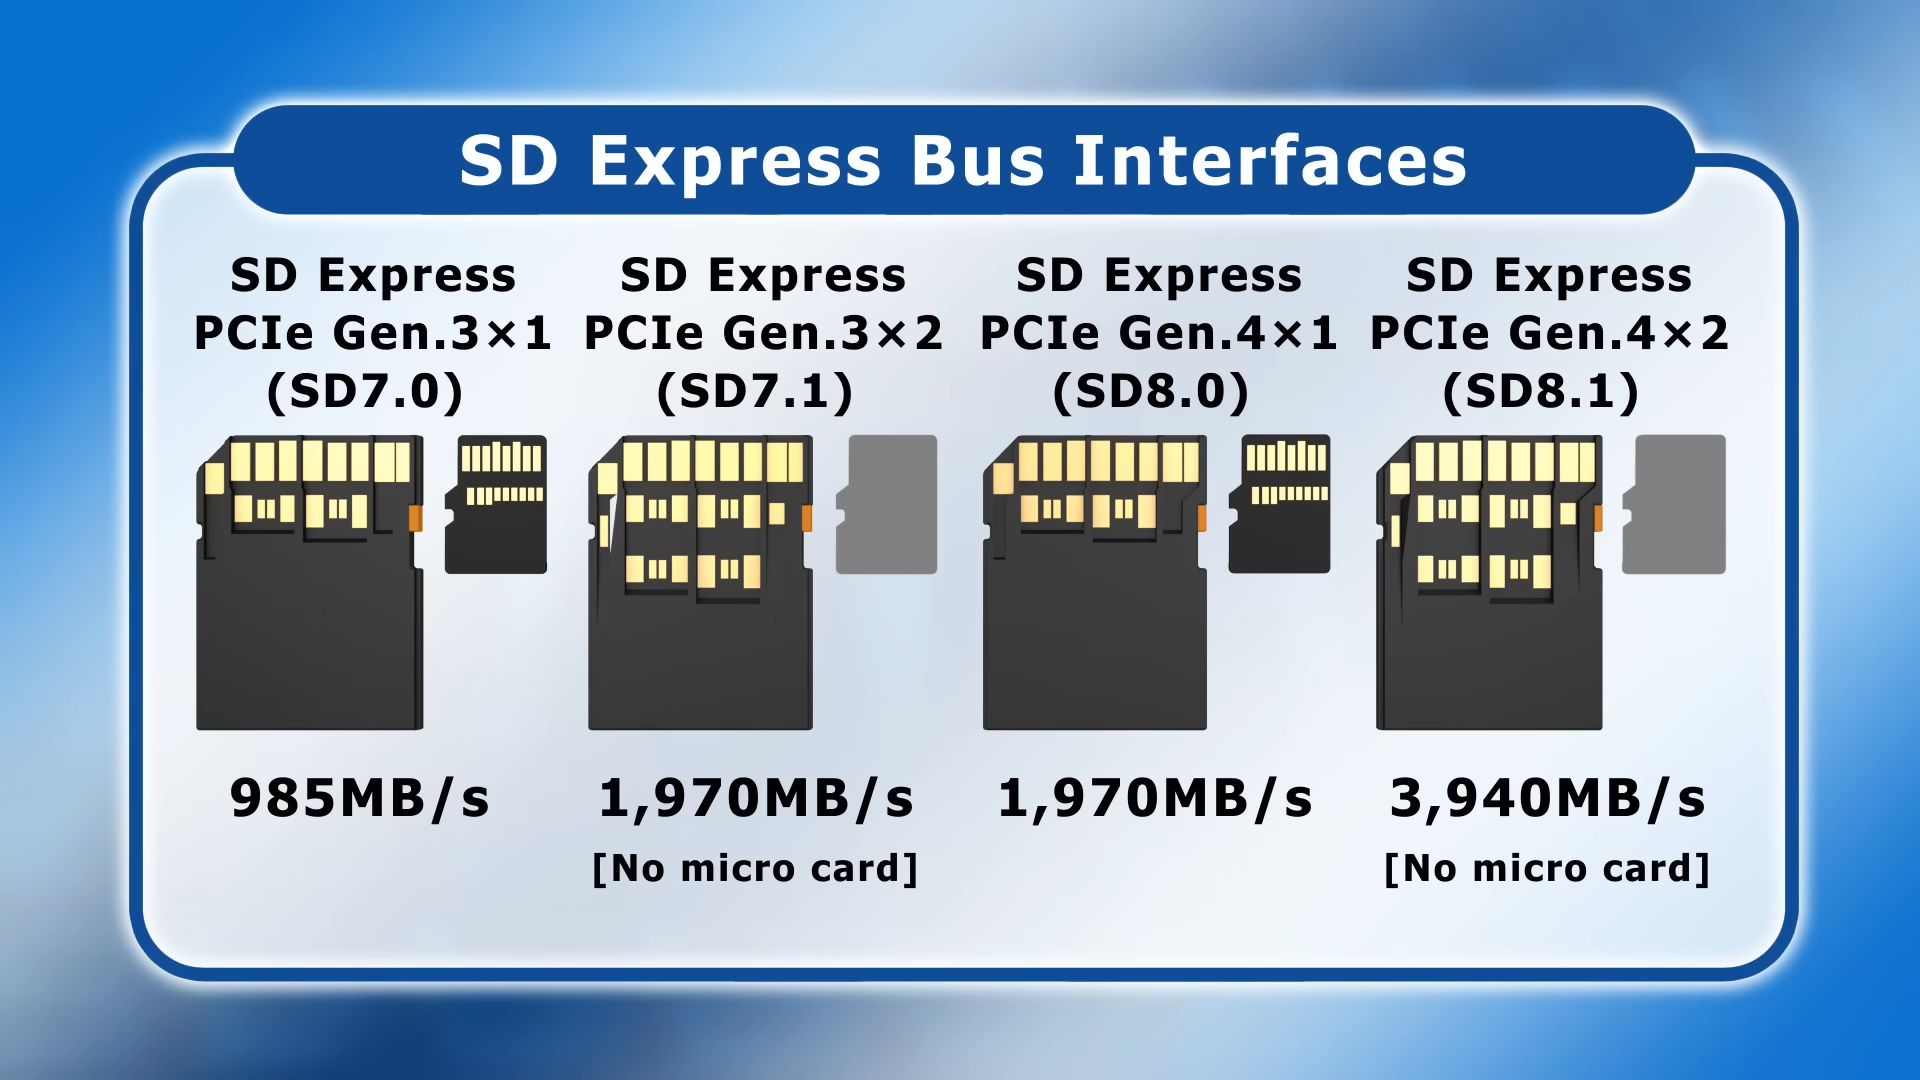 SD Express Bus Interfaces
SD Express
PCIe Gen.3×1
(SD7.0)
985MB/s
SD Express
PCIe Gen.3×2
(SD7.1)
1,970MB/s
[No micro card]
SD Express
PCIe Gen.4×1
(SD8.0)
1,970MB/s
SD Express
PCIe Gen.4×2
(SD8.1)
3,940MB/s
[No micro card]